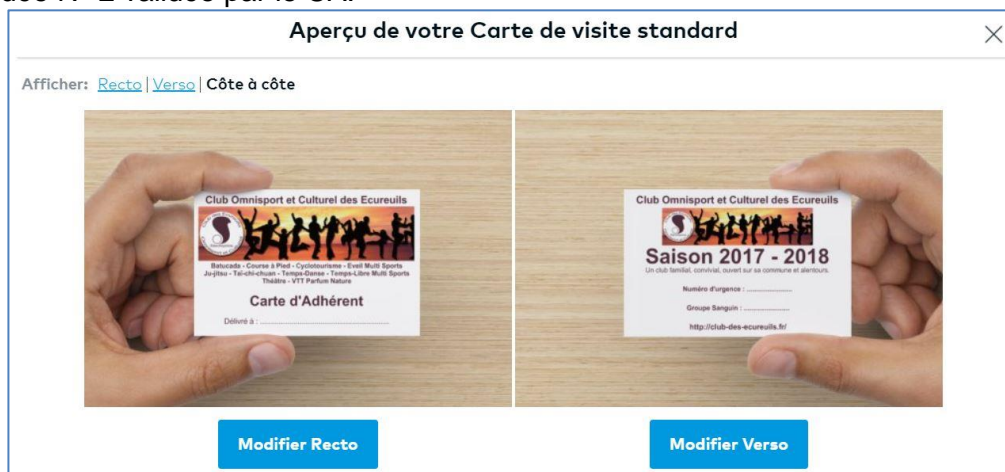 Aperçu de votre Carte de visite standard
Afficher: Recto | Verso | Côte à côte
Club Omnisport et Culturel des Ecureuils
Batucada - Course à Pied - Cyclotourisme - Eveil Multi Sports
Ju-jitsu - Taï-chi-chuan - Temps-Danse - Temps-Libre Multi Sports
Théâtre - VTT Parfum Nature
Carte d'Adhérent
Délivré à : ................................................
Club Omnisport et Culturel des Ecureuils
Saison 2017 - 2018
Un club familial, convivial, ouvert sur sa commune et alentours.
Numéro d'urgence : ......................
Groupe Sanguin : ......................
http://club-des-ecureuils.fr/
Modifier Recto
Modifier Verso